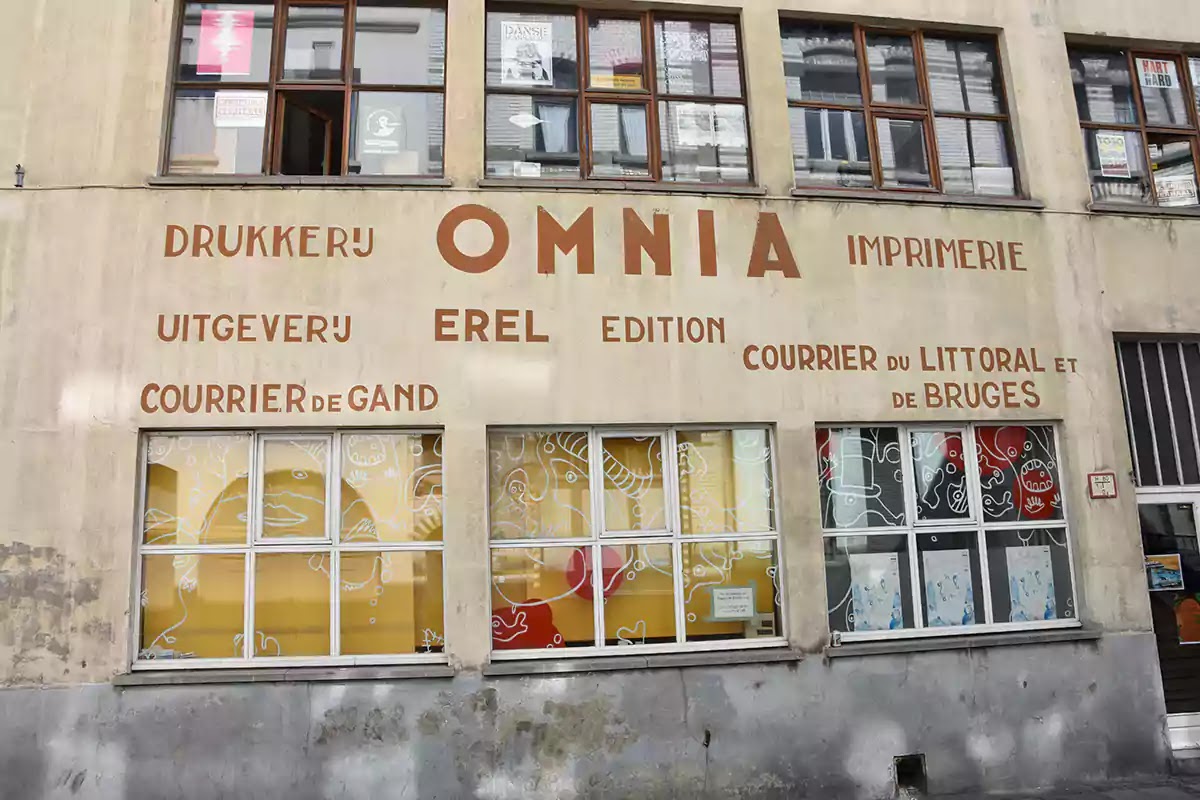 DANSE
HART
HARD
DRUKKERIJ OMNIA IMPRIMERIE
UITGEVERIJ EREL EDITION
COURRIER DU LITTORAL ET
DE BRUGES
COURRIER DE GAND